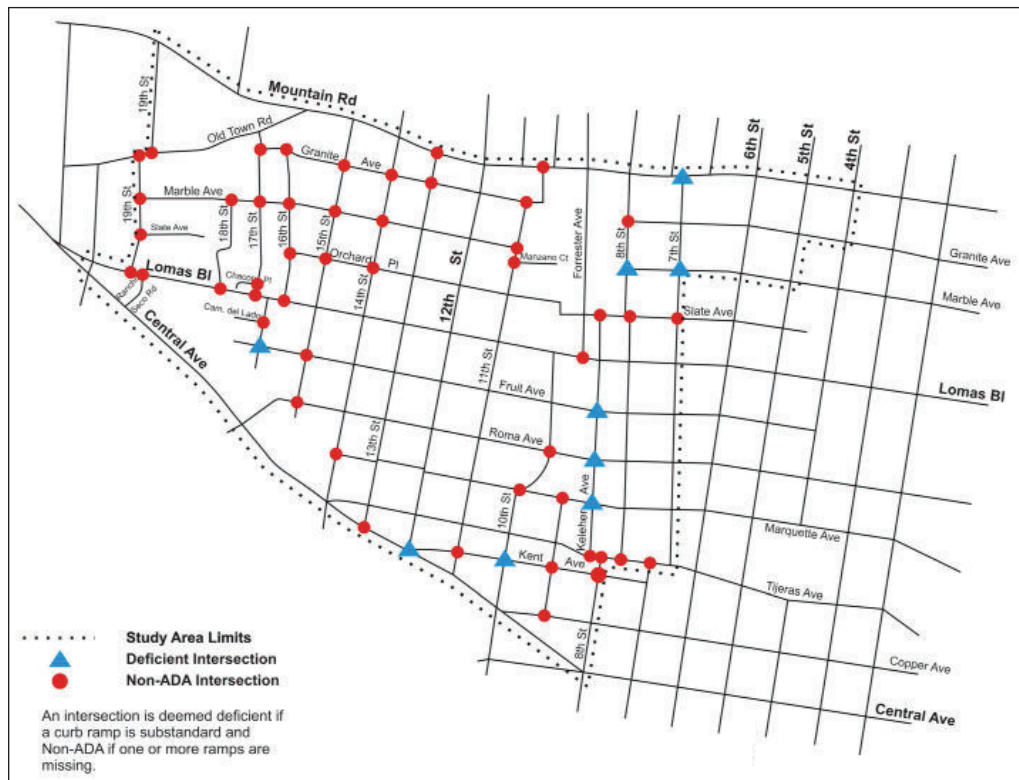 Mountain Rd
19th St
Old Town Rd
Granite Ave
6th St
5th St
4th St
Marble Ave
19th St
Slate Ave
18th St
17th St
16th St
15th St
Orchard Pl
14th St
12th St
Manzano Ct
Forrester Ave
8th St
7th St
Granite Ave
Marble Ave
Slate Ave
Lomas Bl
Rancho Seco Rd
Cam. del Lado
Central Ave
11th St
Fruit Ave
Lomas Bl
Roma Ave
13th St
10th St
Keleher Ave
Marquette Ave
Kent Ave
Tijeras Ave
8th St
Copper Ave
Central Ave
Study Area Limits
Deficient Intersection
Non-ADA Intersection
An intersection is deemed deficient if
a curb ramp is substandard and
Non-ADA if one or more ramps are
missing.